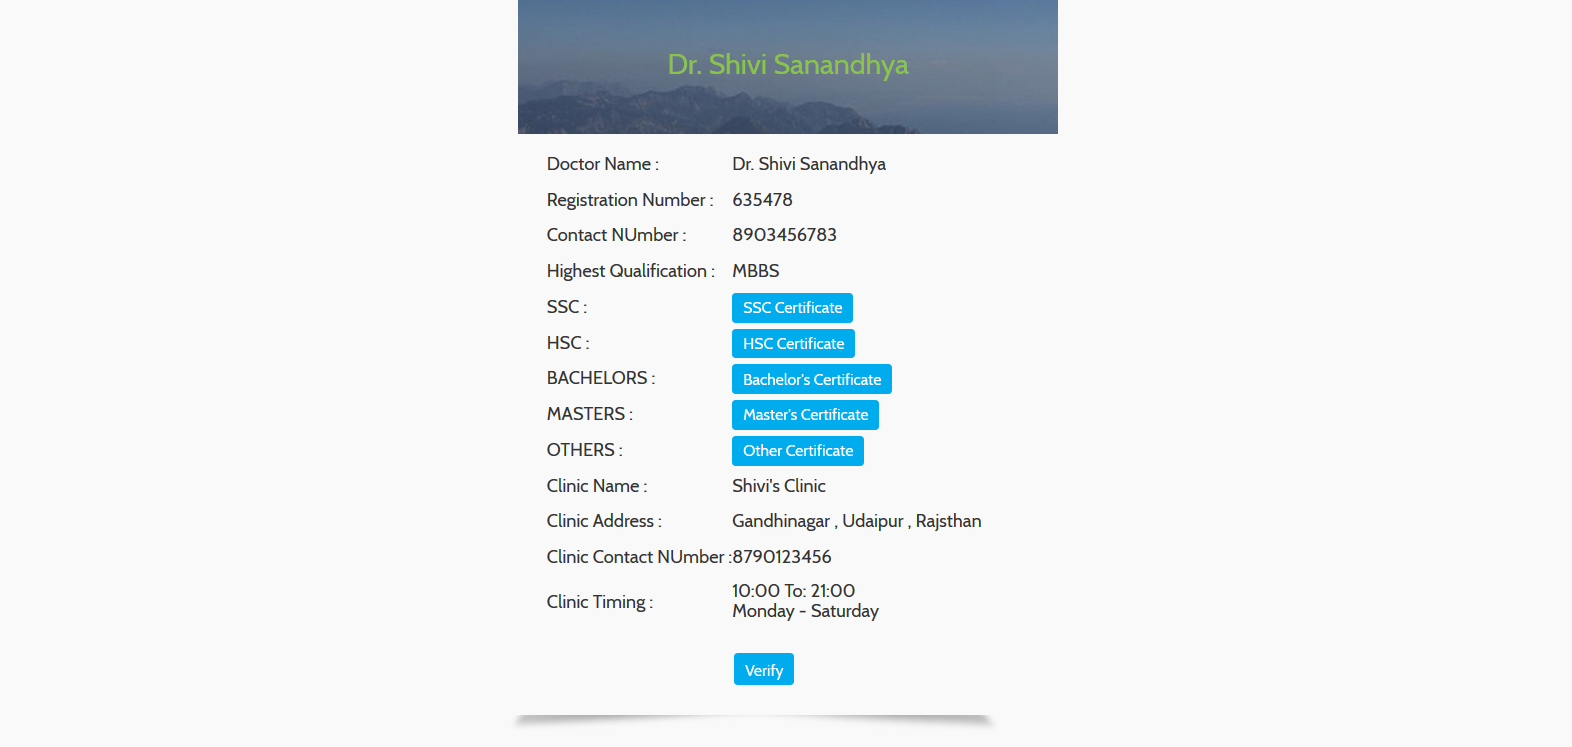 Dr. Shivi Sanandhya
Doctor Name : Dr. Shivi Sanandhya
Registration Number : 635478
Contact NUmber : 8903456783
Highest Qualification : MBBS
SSC : SSC Certificate
HSC : HSC Certificate
BACHELORS : Bachelor's Certificate
MASTERS : Master's Certificate
OTHERS : Other Certificate
Clinic Name : Shivi's Clinic
Clinic Address : Gandhinagar , Udaipur , Rajsthan
Clinic Contact NUmber :8790123456
Clinic Timing : 10:00 To: 21:00
Monday - Saturday
Verify